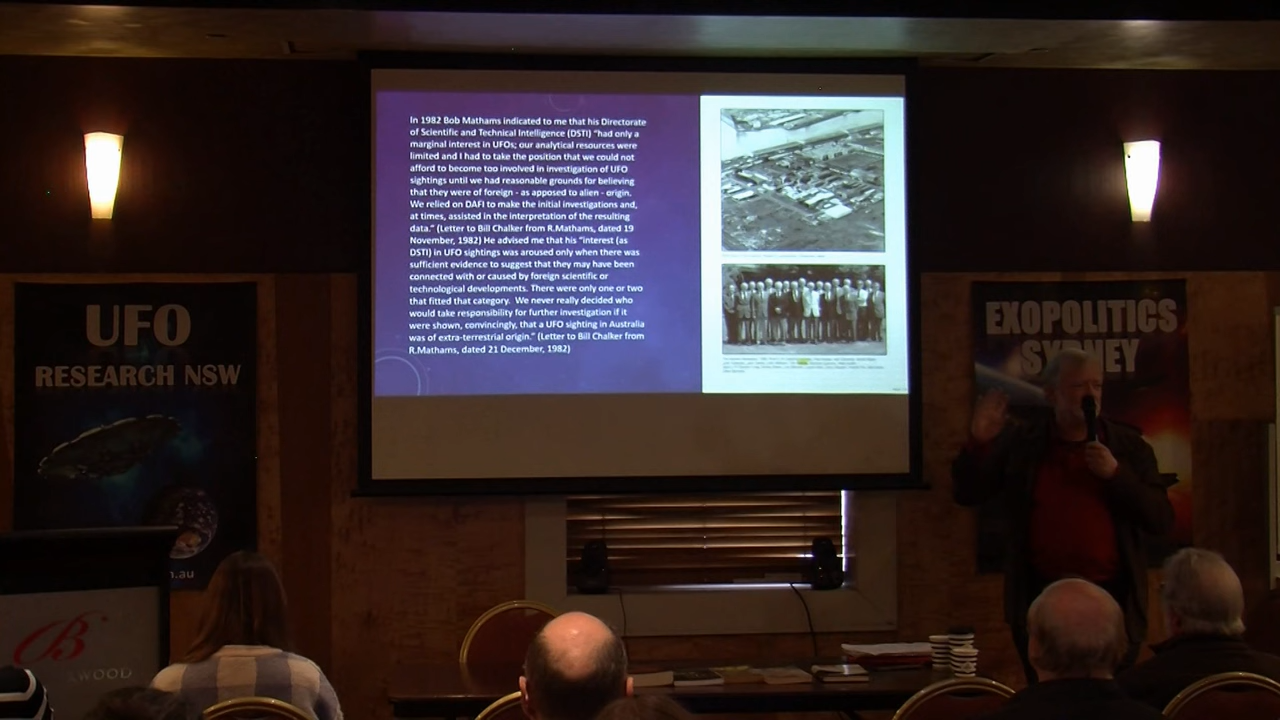 In 1982 Bob Mathams indicated to me that his Directorate
of Scientific and Technical Intelligence (DSTI) "had only a
marginal interest in UFOs; our analytical resources were
limited and I had to take the position that we could not
afford to become too involved in investigation of UFO
sightings until we had reasonable grounds for believing
that they were of foreign - as apposed to alien - origin.
We relied on DAFI to make the initial investigations and,
at times, assisted in the interpretation of the resulting
data." (Letter to Bill Chalker from R.Mathams, dated 19
November, 1982) He advised me that his "interest (as
DSTI) in UFO sightings was aroused only when there was
sufficient evidence to suggest that they may have been
connected with or caused by foreign scientific or
technological developments. There were only one or two
that fitted that category. We never really decided who
would take responsibility for further investigation if it
were shown, convincingly, that a UFO sighting in Australia
was of extra-terrestrial origin." (Letter to Bill Chalker from
R.Mathams, dated 21 December, 1982)
UFO
RESEARCH NSW
n.au
EXOPOLITICS
SYDNEY
B
WOOD